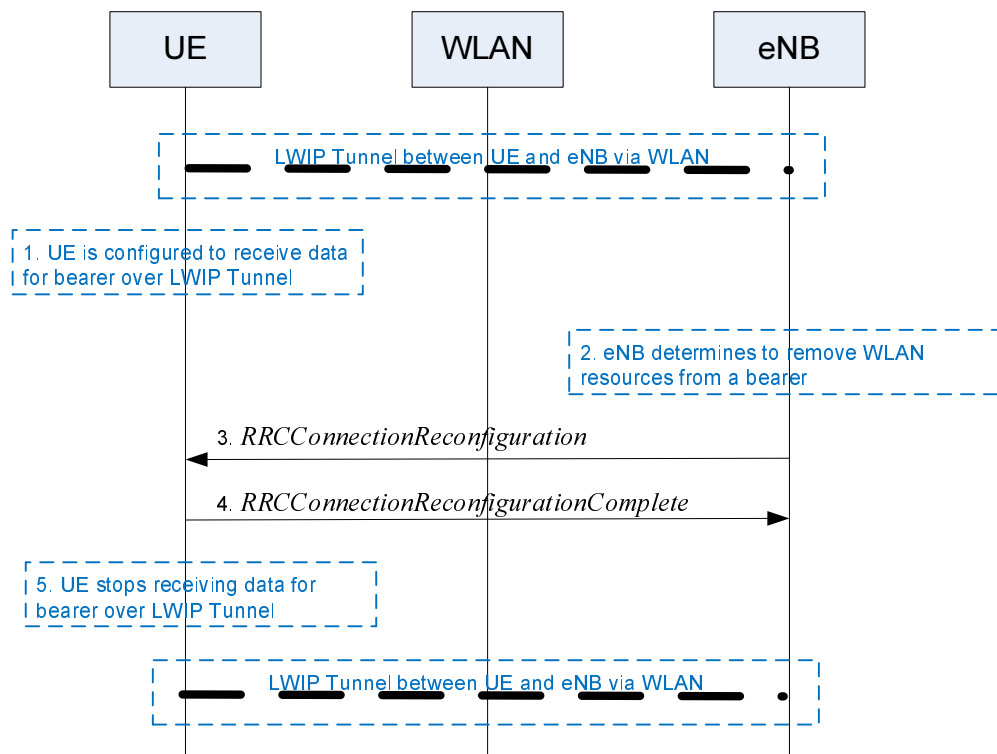 UE
WLAN
eNB
LWIP Tunnel between UE and eNB via WLAN
1. UE is configured to receive data
for bearer over LWIP Tunnel
2. eNB determines to remove WLAN
resources from a bearer
3. RRCConnectionReconfiguration
4. RRCConnectionReconfigurationComplete
5. UE stops receiving data for
bearer over LWIP Tunnel
LWIP Tunnel between UE and eNB via WLAN